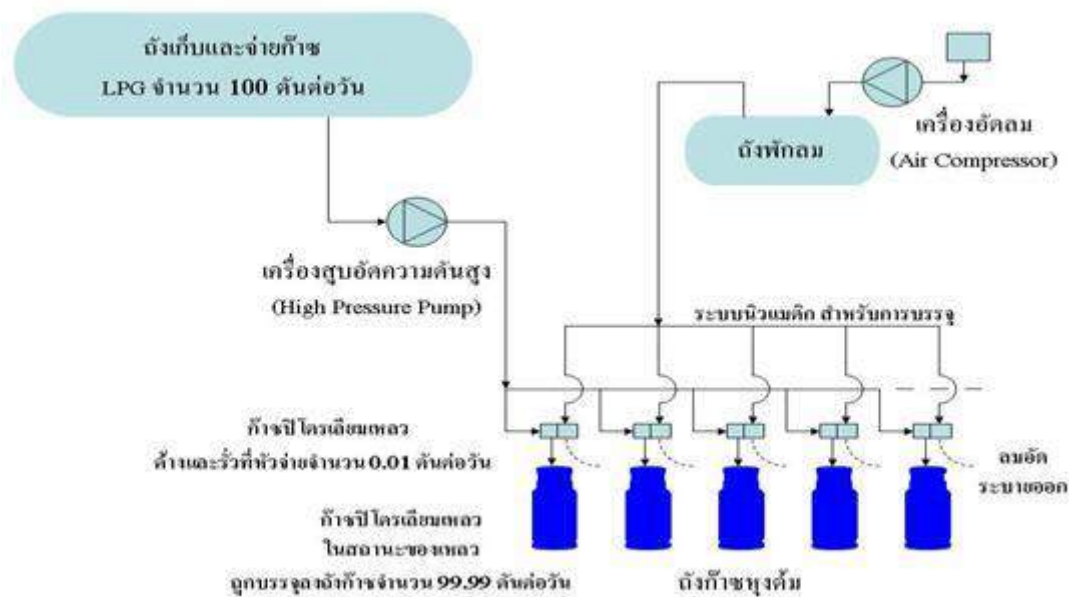 ถังเก็บและจ่ายก๊าซ
LPG จำนวน 100 ตันต่อวัน
เครื่องอัดลม
(Air Compressor)
ถังพักลม
เครื่องสูบอัดความดันสูง
(High Pressure Pump)
ระบบนิวแมติก สำหรับการบรรจุ
ก๊าซปิโตรเลียมเหลว
ค้างและรั่วที่หัวจ่ายจำนวน 0.01 ตันต่อวัน
ลมอัด
ระบายออก
ก๊าซปิโตรเลียมเหลว
ในสถานะของเหลว
ถูกบรรจุลงถังก๊าซจำนวน 99.99 ตันต่อวัน
ถังก๊าซหุงต้ม